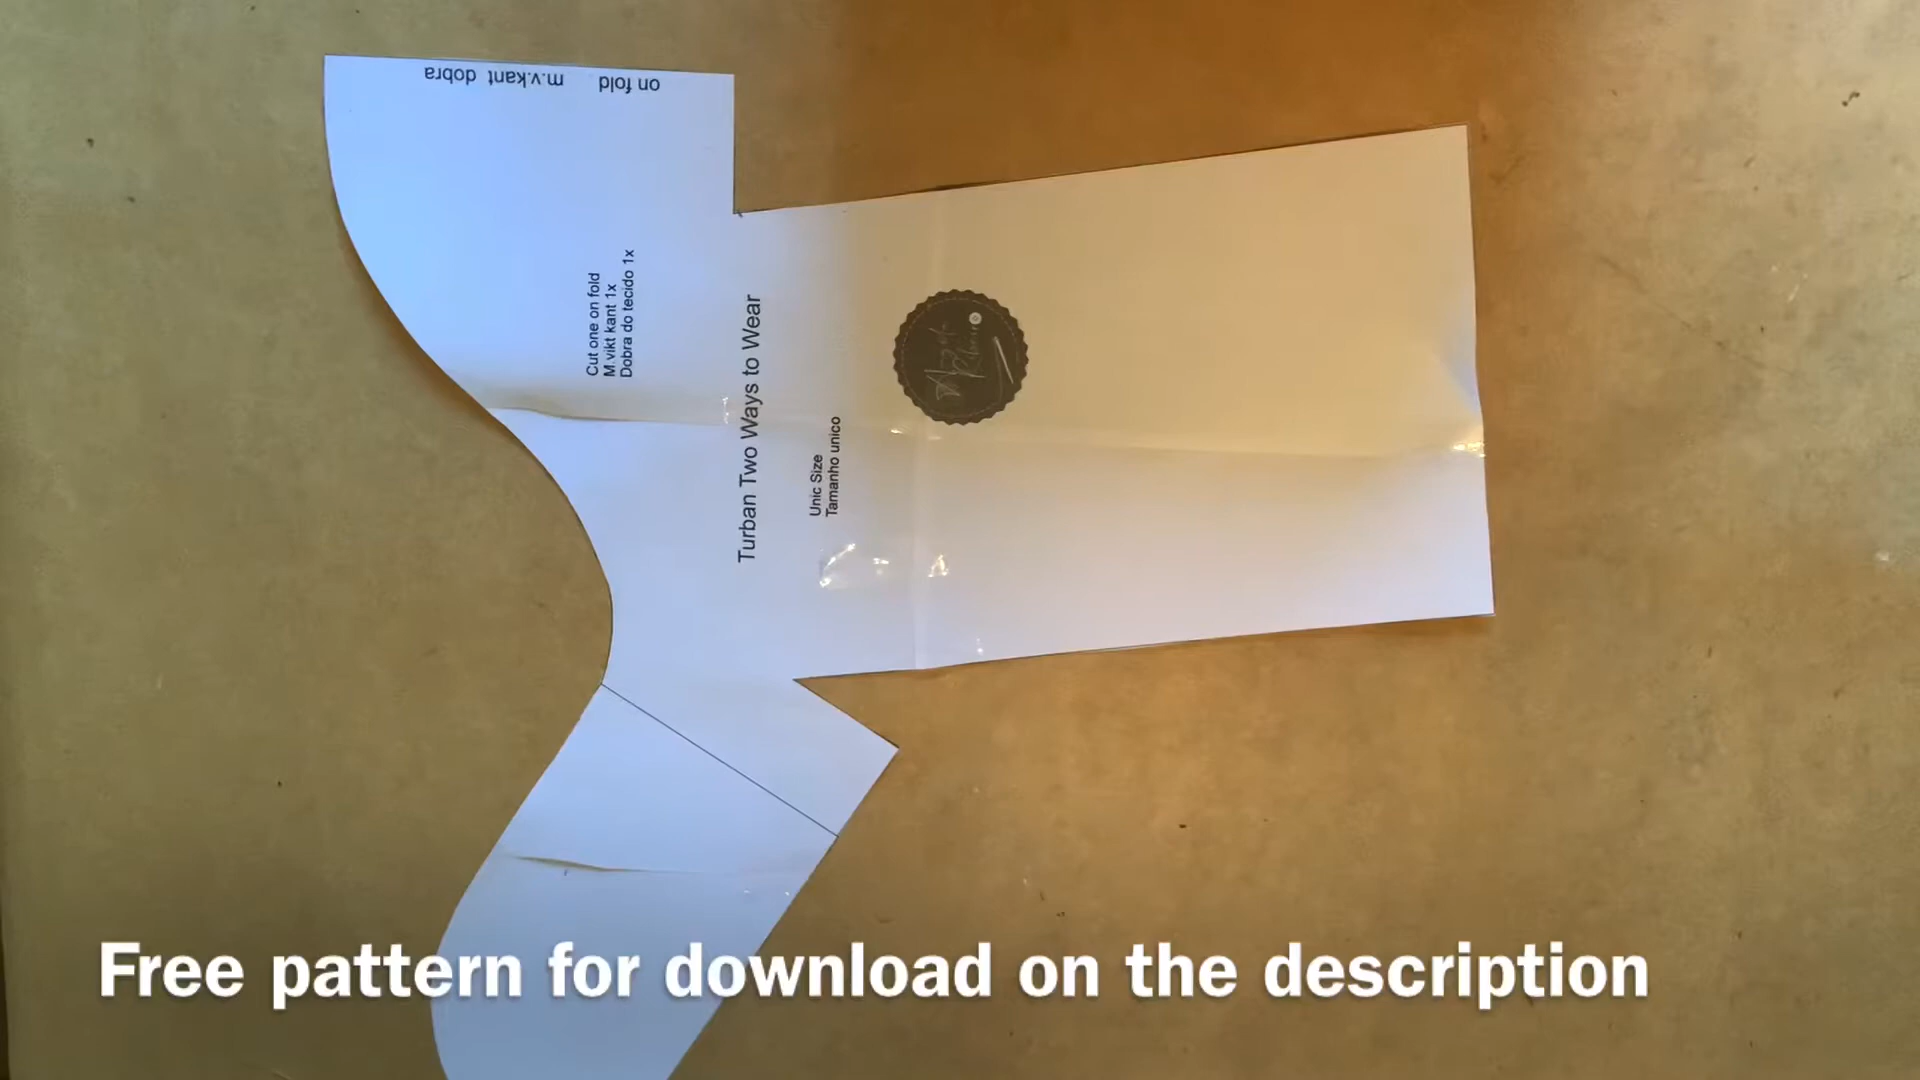 on fold m.v.kant dobra
Cut one on fold
M.vikt kant 1x
Dobra do tecido 1x
Turban Two Ways to Wear
Unic Size
Tamanho unico
Free pattern for download on the description